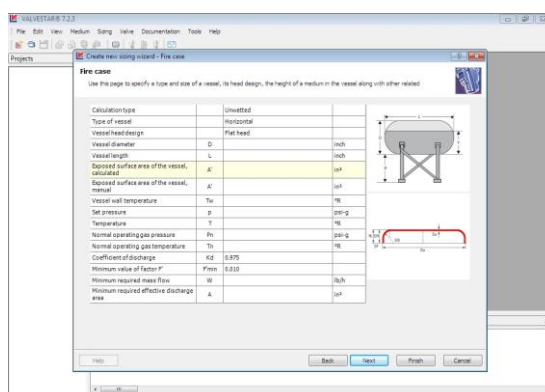 VALVESTAR® 7.2.3
File Edit View Medium Sizing Valve Documentation Tools Help
Projects
Create new sizing wizard - Fire case
Fire case
Use this page to specify a type and size of a vessel, its head design, the height of a medium in the vessel along with other related
Calculation type Unwetted
Type of vessel Horizontal
Vessel head design Flat head
Vessel diameter D inch
Vessel length L inch
Exposed surface area of the vessel, calculated A' in²
Exposed surface area of the vessel, manual A' in²
Vessel wall temperature Tw °R
Set pressure p psi-g
Temperature T °R
Normal operating gas pressure Pn psi-g
Normal operating gas temperature Tn °R
Coefficient of discharge Kd 0.975
Minimum value of factor F' F'min 0.010
Minimum required mass flow W lb/h
Minimum required effective discharge area A in²
L
Help Back Next Finish Cancel